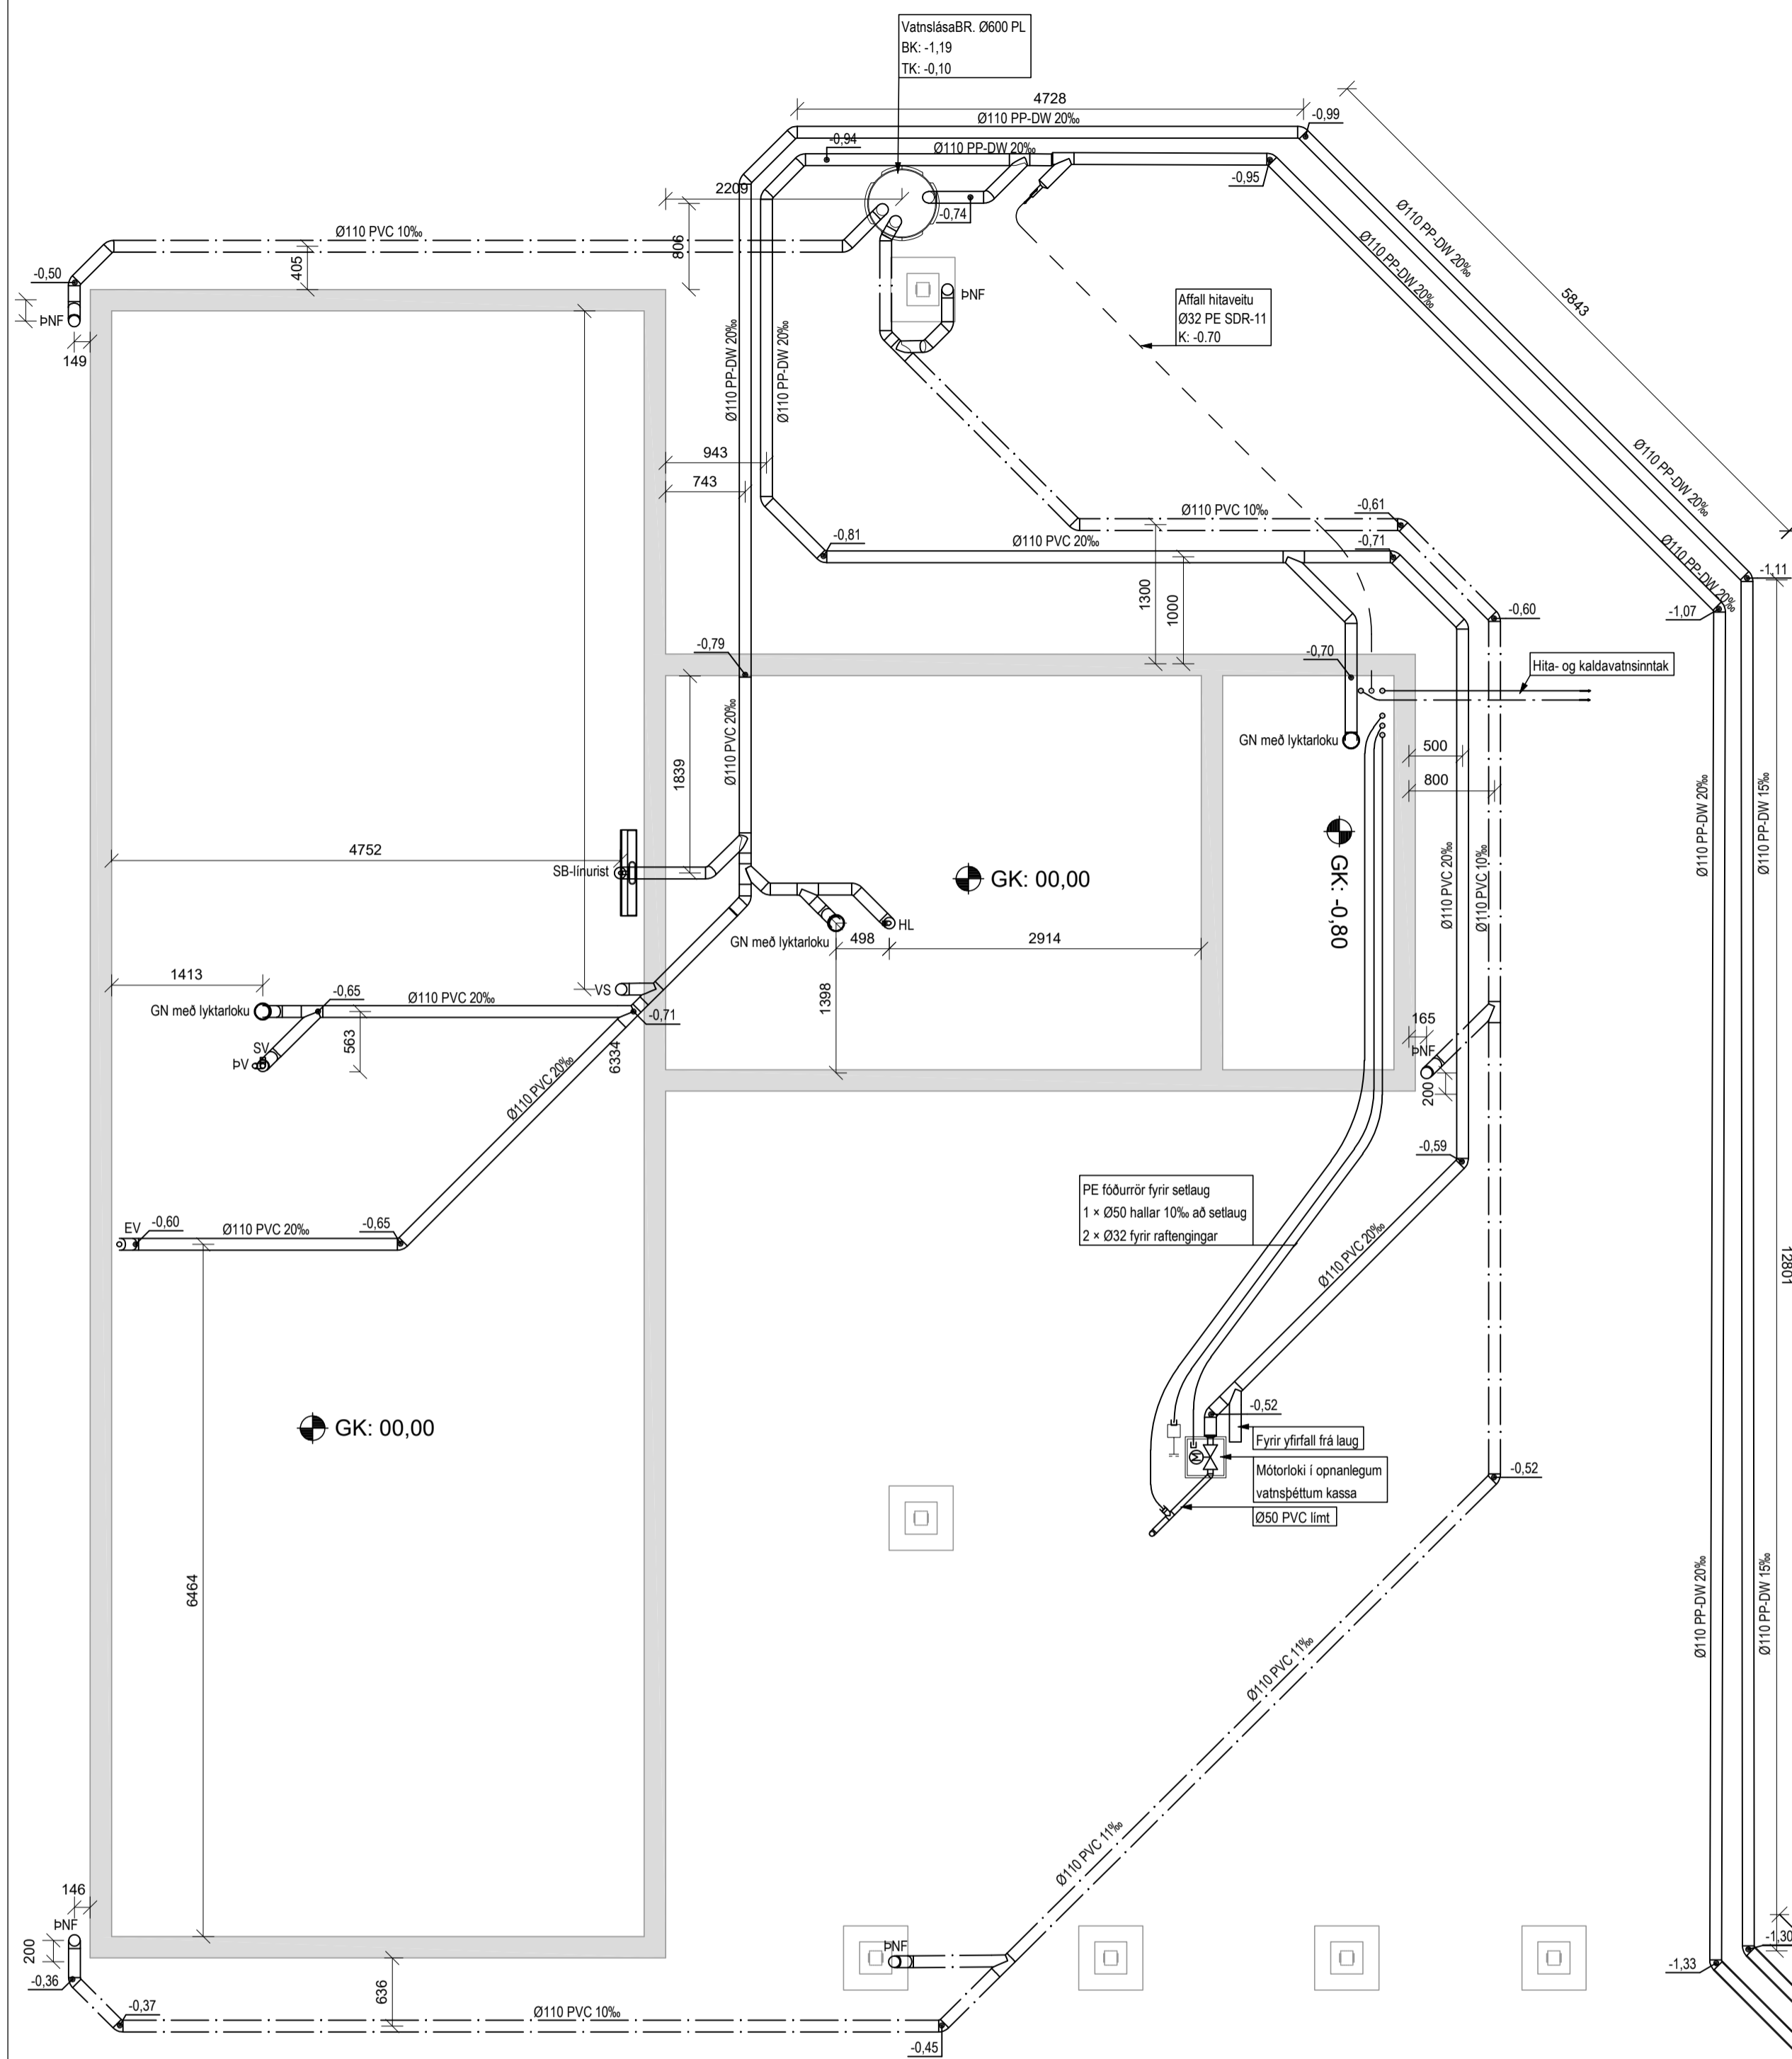 VatnslásaBR. Ø600 PL
BK: -1,19
TK: -0,10
4728
Ø110 PP-DW 20‰
-0,99
-0,94
Ø110 PP-DW 20‰
-0,95
2209
-0,74
806
Ø110 PVC 10‰
405
-0,50
ÞNF
149
ÞNF
Affall hitaveitu
Ø32 PE SDR-11
K: -0.70
Ø110 PP-DW 20‰
Ø110 PP-DW 20‰
5843
Ø110 PP-DW 20‰
Ø110 PP-DW 20‰
943
743
Ø110 PP-DW 20‰
Ø110 PP-DW 20‰
Ø110 PVC 10‰
-0,61
-0,81
Ø110 PVC 20‰
-0,71
1300
1000
-1,11
-1,07
-0,60
-0,79
-0,70
Hita- og kaldavatnsinntak
Ø110 PVC 20‰
1839
GN með lyktarloku
500
800
GK: -0,80
Ø110 PP-DW 20‰
Ø110 PP-DW 15‰
4752
SB-línurist
GK: 00,00
Ø110 PVC 20‰
Ø110 PVC 10‰
HL
GN með lyktarloku
498
2914
1413
VS
1398
GN með lyktarloku
-0,65
Ø110 PVC 20‰
-0,71
563
SV
ÞV
6334
165
ÞNF
200
Ø110 PVC 20‰
-0,59
PE fóðurrör fyrir setlaug
1 × Ø50 hallar 10‰ að setlaug
2 × Ø32 fyrir raftengingar
EV
-0,60
Ø110 PVC 20‰
-0,65
Ø110 PVC 20‰
12801
-0,52
GK: 00,00
Fyrir yfirfall frá laug
M
Mótorloki í opnanlegum
vatnsþéttum kassa
-0,52
Ø50 PVC límt
6464
Ø110 PP-DW 20‰
Ø110 PP-DW 15‰
Ø110 PVC 11‰
Ø110 PVC 11‰
146
ÞNF
200
ÞNF
-1,30
-1,33
-0,36
-0,37
636
Ø110 PVC 10‰
-0,45